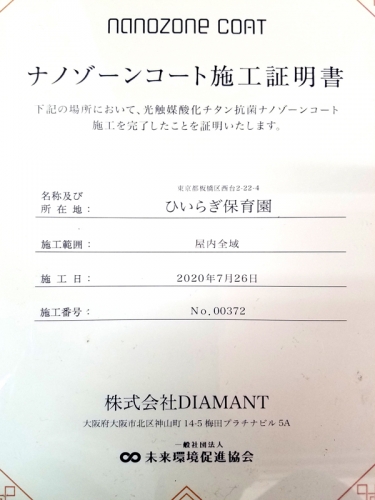 nanozone COAT
ナノゾーンコート施工証明書
下記の場所において、光触媒酸化チタン抗菌ナノゾーンコート
施工を完了したことを証明いたします。
東京都板橋区西台2-22-4
名称及び
所在地： ひいらぎ保育園
施工範囲： 屋内全域
施工日： 2020年7月26日
施工番号： No,00372
株式会社DIAMANT
大阪府大阪市北区神山町14-5梅田プラチナビル5A
一般社団法人
未来環境促進協会